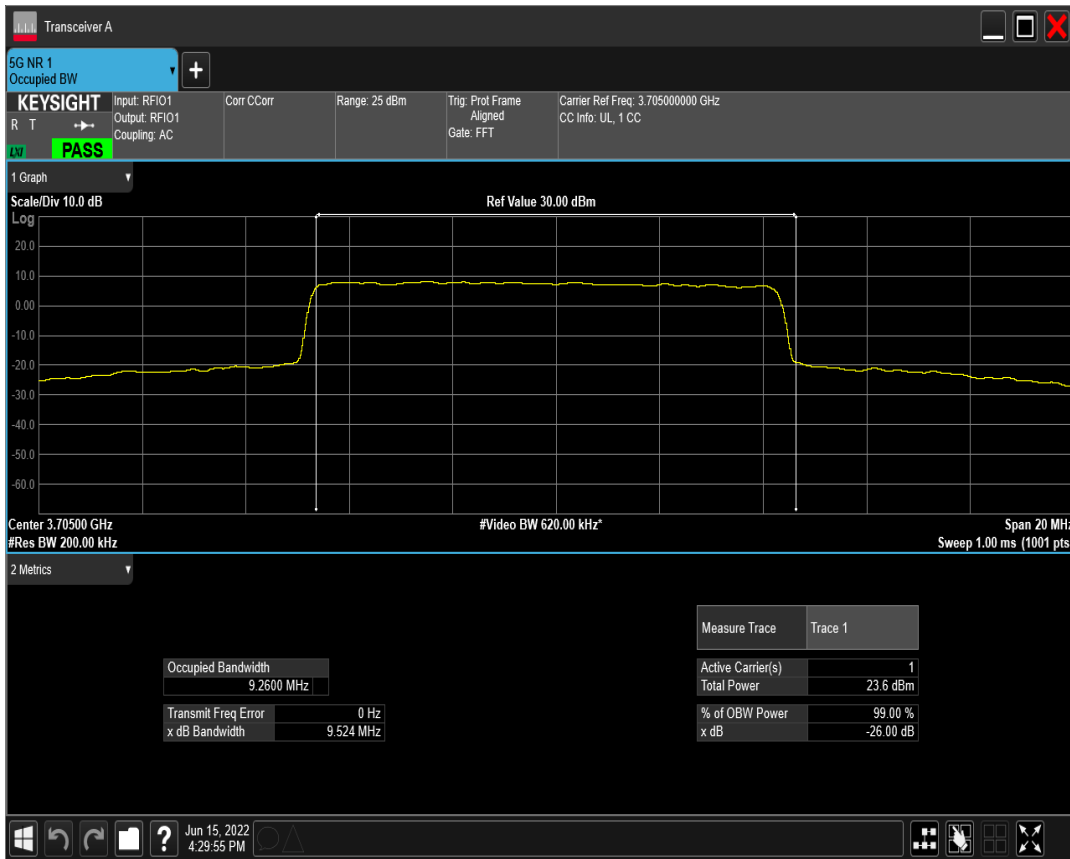 Transceiver A
5G NR 1
Occupied BW
+
KEYSIGHT
R T
LXI
PASS
Input: RFIO1
Output: RFIO1
Coupling: AC
Corr CCorr
Range: 25 dBm
Trig: Prot Frame
Aligned
Gate: FFT
Carrier Ref Freq: 3.705000000 GHz
CC Info: UL, 1 CC
1 Graph
Scale/Div 10.0 dB
Ref Value 30.00 dBm
Log
20.0
10.0
0.00
-10.0
-20.0
-30.0
-40.0
-50.0
-60.0
Center 3.70500 GHz
#Video BW 620.00 kHz*
Span 20 MHz
#Res BW 200.00 kHz
Sweep 1.00 ms (1001 pts
2 Metrics
Measure Trace Trace 1
Occupied Bandwidth
9.2600 MHz
Active Carrier(s) 1
Total Power 23.6 dBm
Transmit Freq Error 0 Hz
x dB Bandwidth 9.524 MHz
% of OBW Power 99.00 %
x dB -26.00 dB
?
Jun 15, 2022
4:29:55 PM